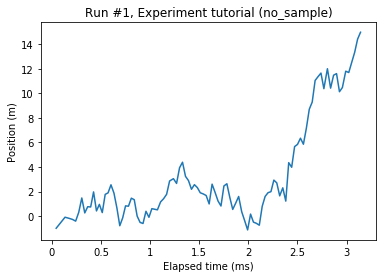 Run #1, Experiment tutorial (no_sample)
14
12
10
8
6
4
2
0
Position (m)
0 0.5 1 1.5 2 2.5 3
Elapsed time (ms)